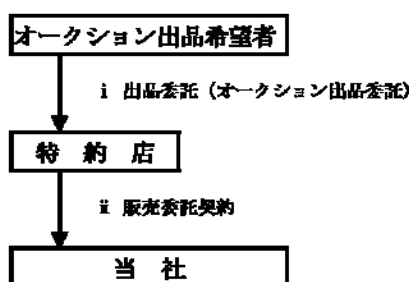 オークション出品希望者
i 出品委託（オークション出品委託）
特 約 店
ii 販売委託契約
当 社